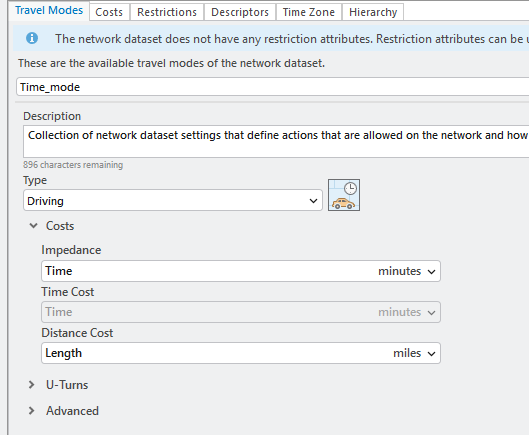 Travel Modes Costs Restrictions Descriptors Time Zone Hierarchy
The network dataset does not have any restriction attributes. Restriction attributes can be
These are the available travel modes of the network dataset.
Time_mode
Description
Collection of network dataset settings that define actions that are allowed on the network and how
896 characters remaining
Type
Driving
Costs
Impedance
Time minutes
Time Cost
Time minutes
Distance Cost
Length miles
U-Turns
Advanced